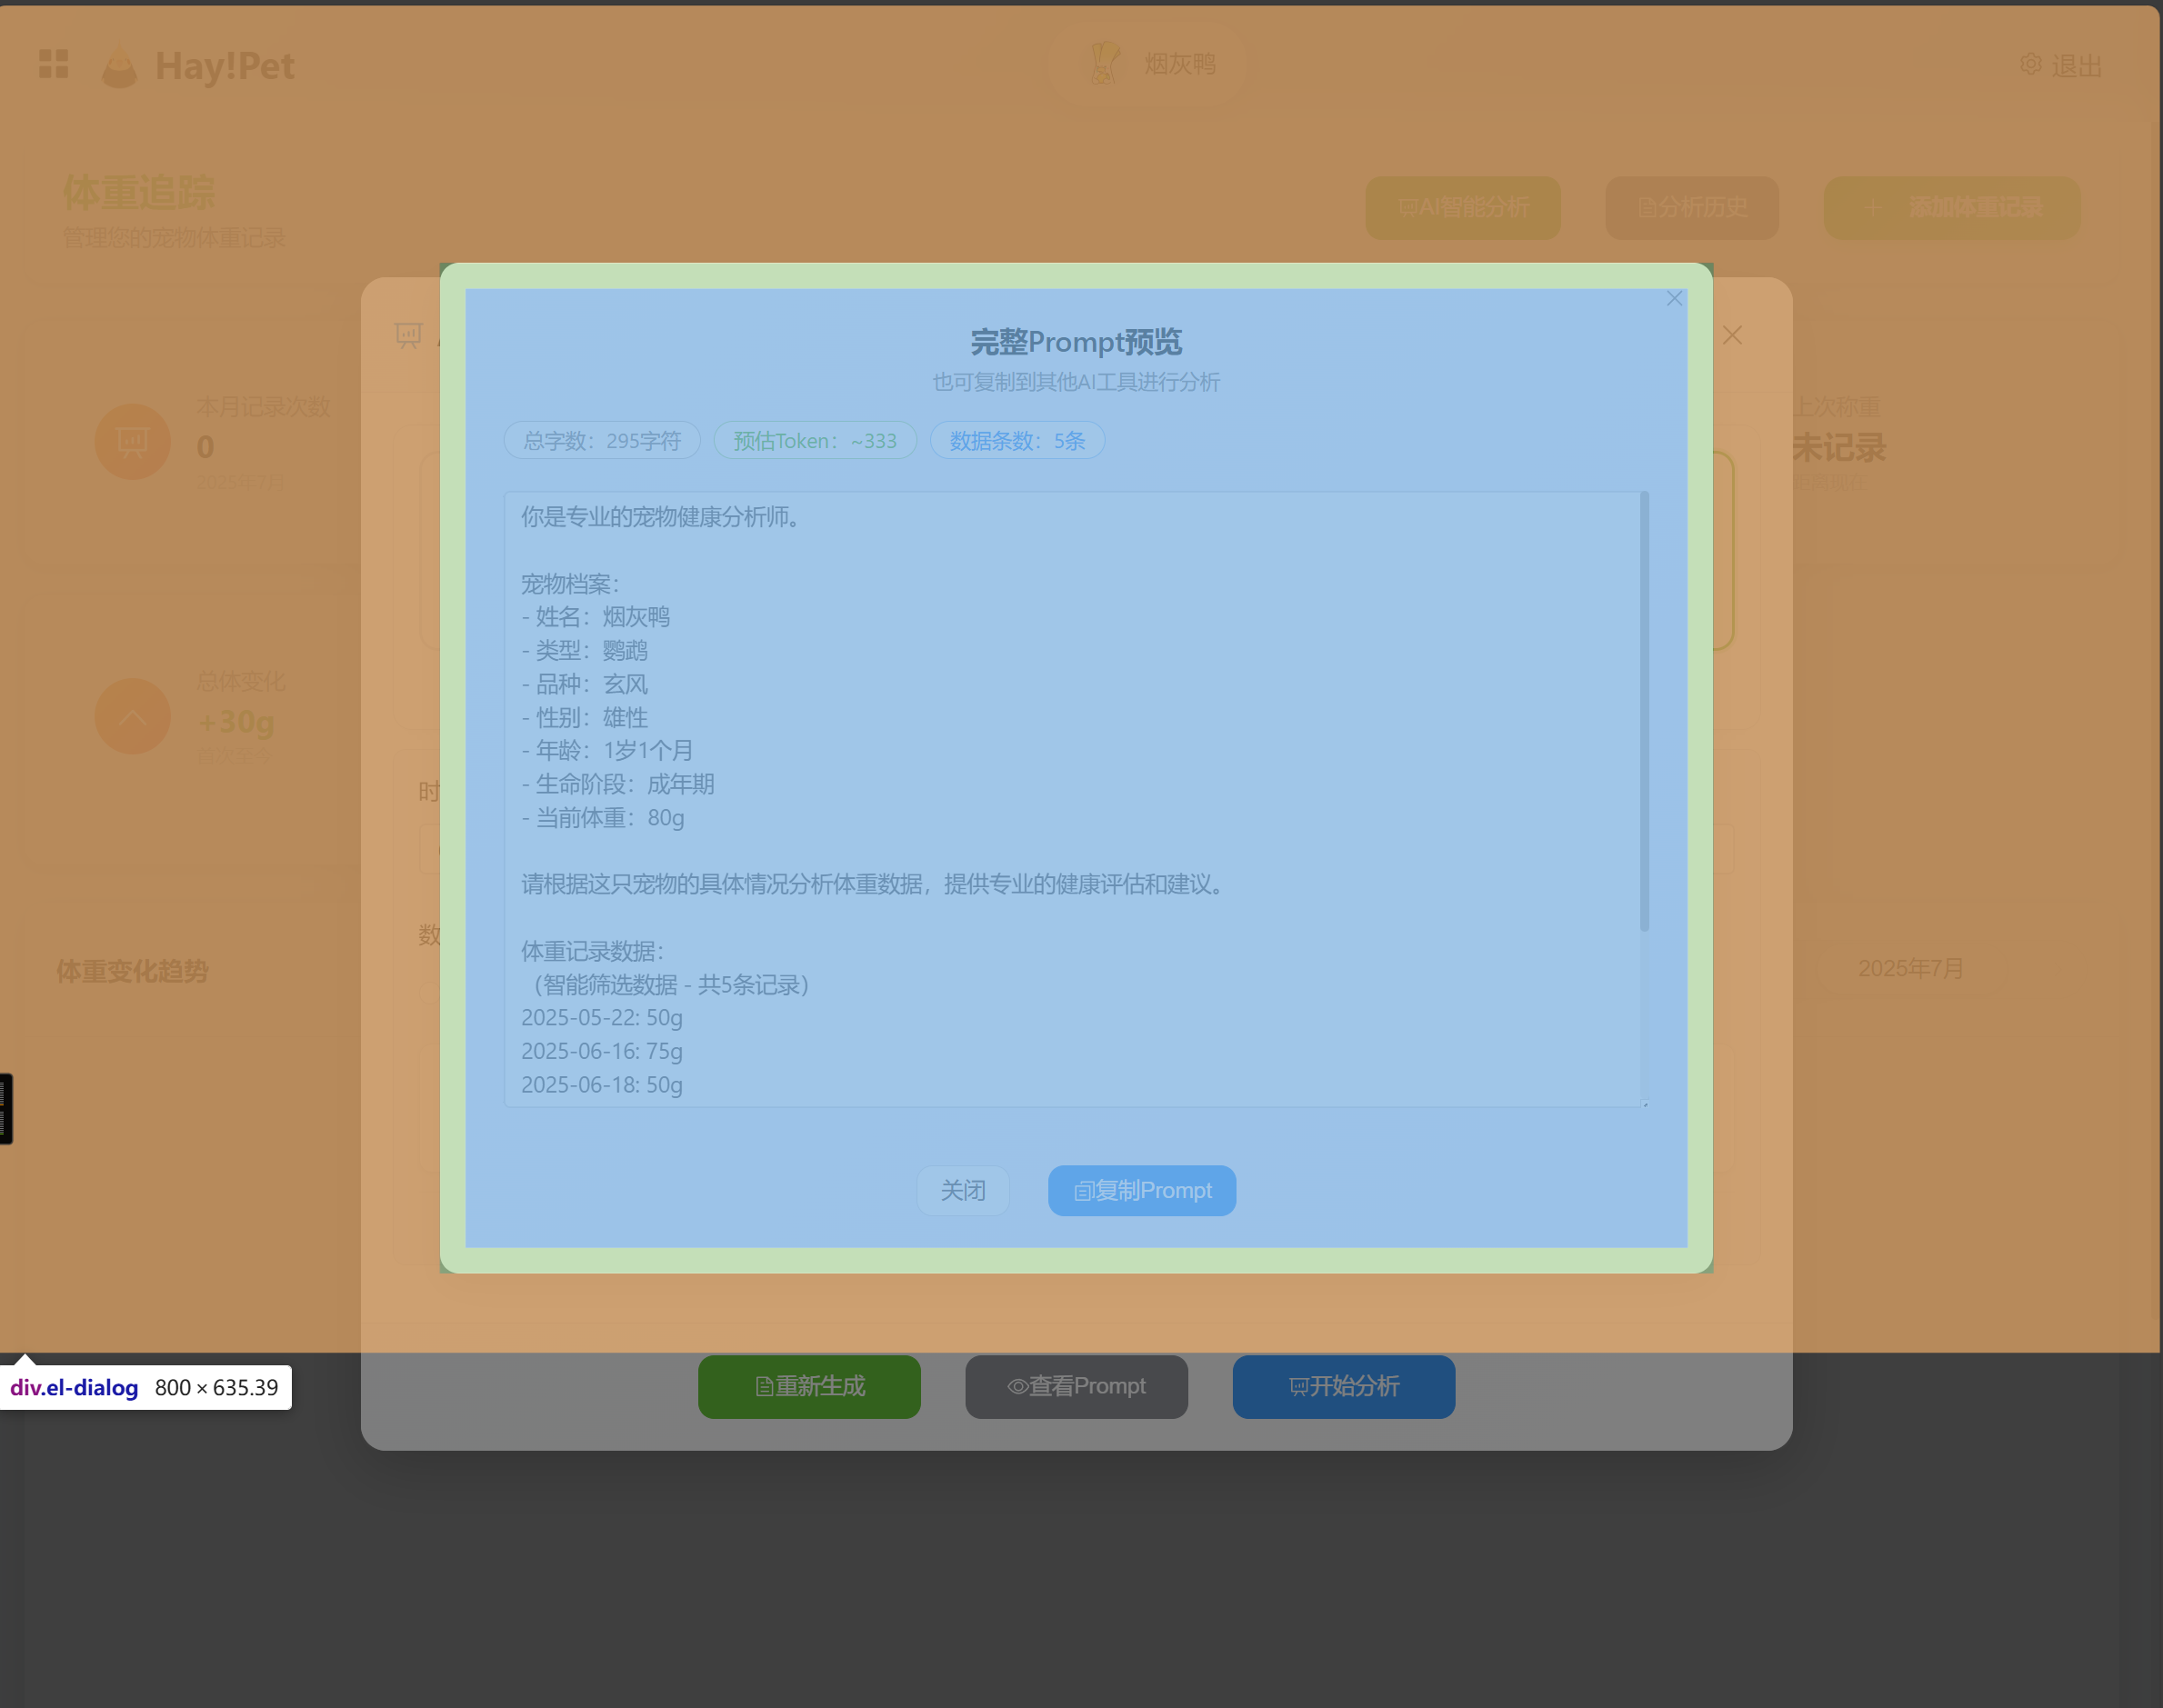 Hay!Pet
烟灰鸭
退出
体重追踪
管理您的宠物体重记录
AI智能分析
分析历史
添加体重记录
完整Prompt预览
也可复制到其他AI工具进行分析
本月记录次数
0
2025年7月
上次称重
未记录
总字数：295字符
预估Token：~333
数据条数：5条
你是专业的宠物健康分析师。
宠物档案：
- 姓名：烟灰鸭
- 类型：鹦鹉
- 品种：玄风
- 性别：雄性
- 年龄：1岁1个月
- 生命阶段：成年期
- 当前体重：80g
总体变化
+30g
首次至今
时
请根据这只宠物的具体情况分析体重数据，提供专业的健康评估和建议。
数
体重记录数据：
（智能筛选数据 - 共5条记录）
2025-05-22: 50g
2025-06-16: 75g
2025-06-18: 50g
体重变化趋势
2025年7月
关闭
复制Prompt
div.el-dialog 800 × 635.39
重新生成
查看Prompt
开始分析